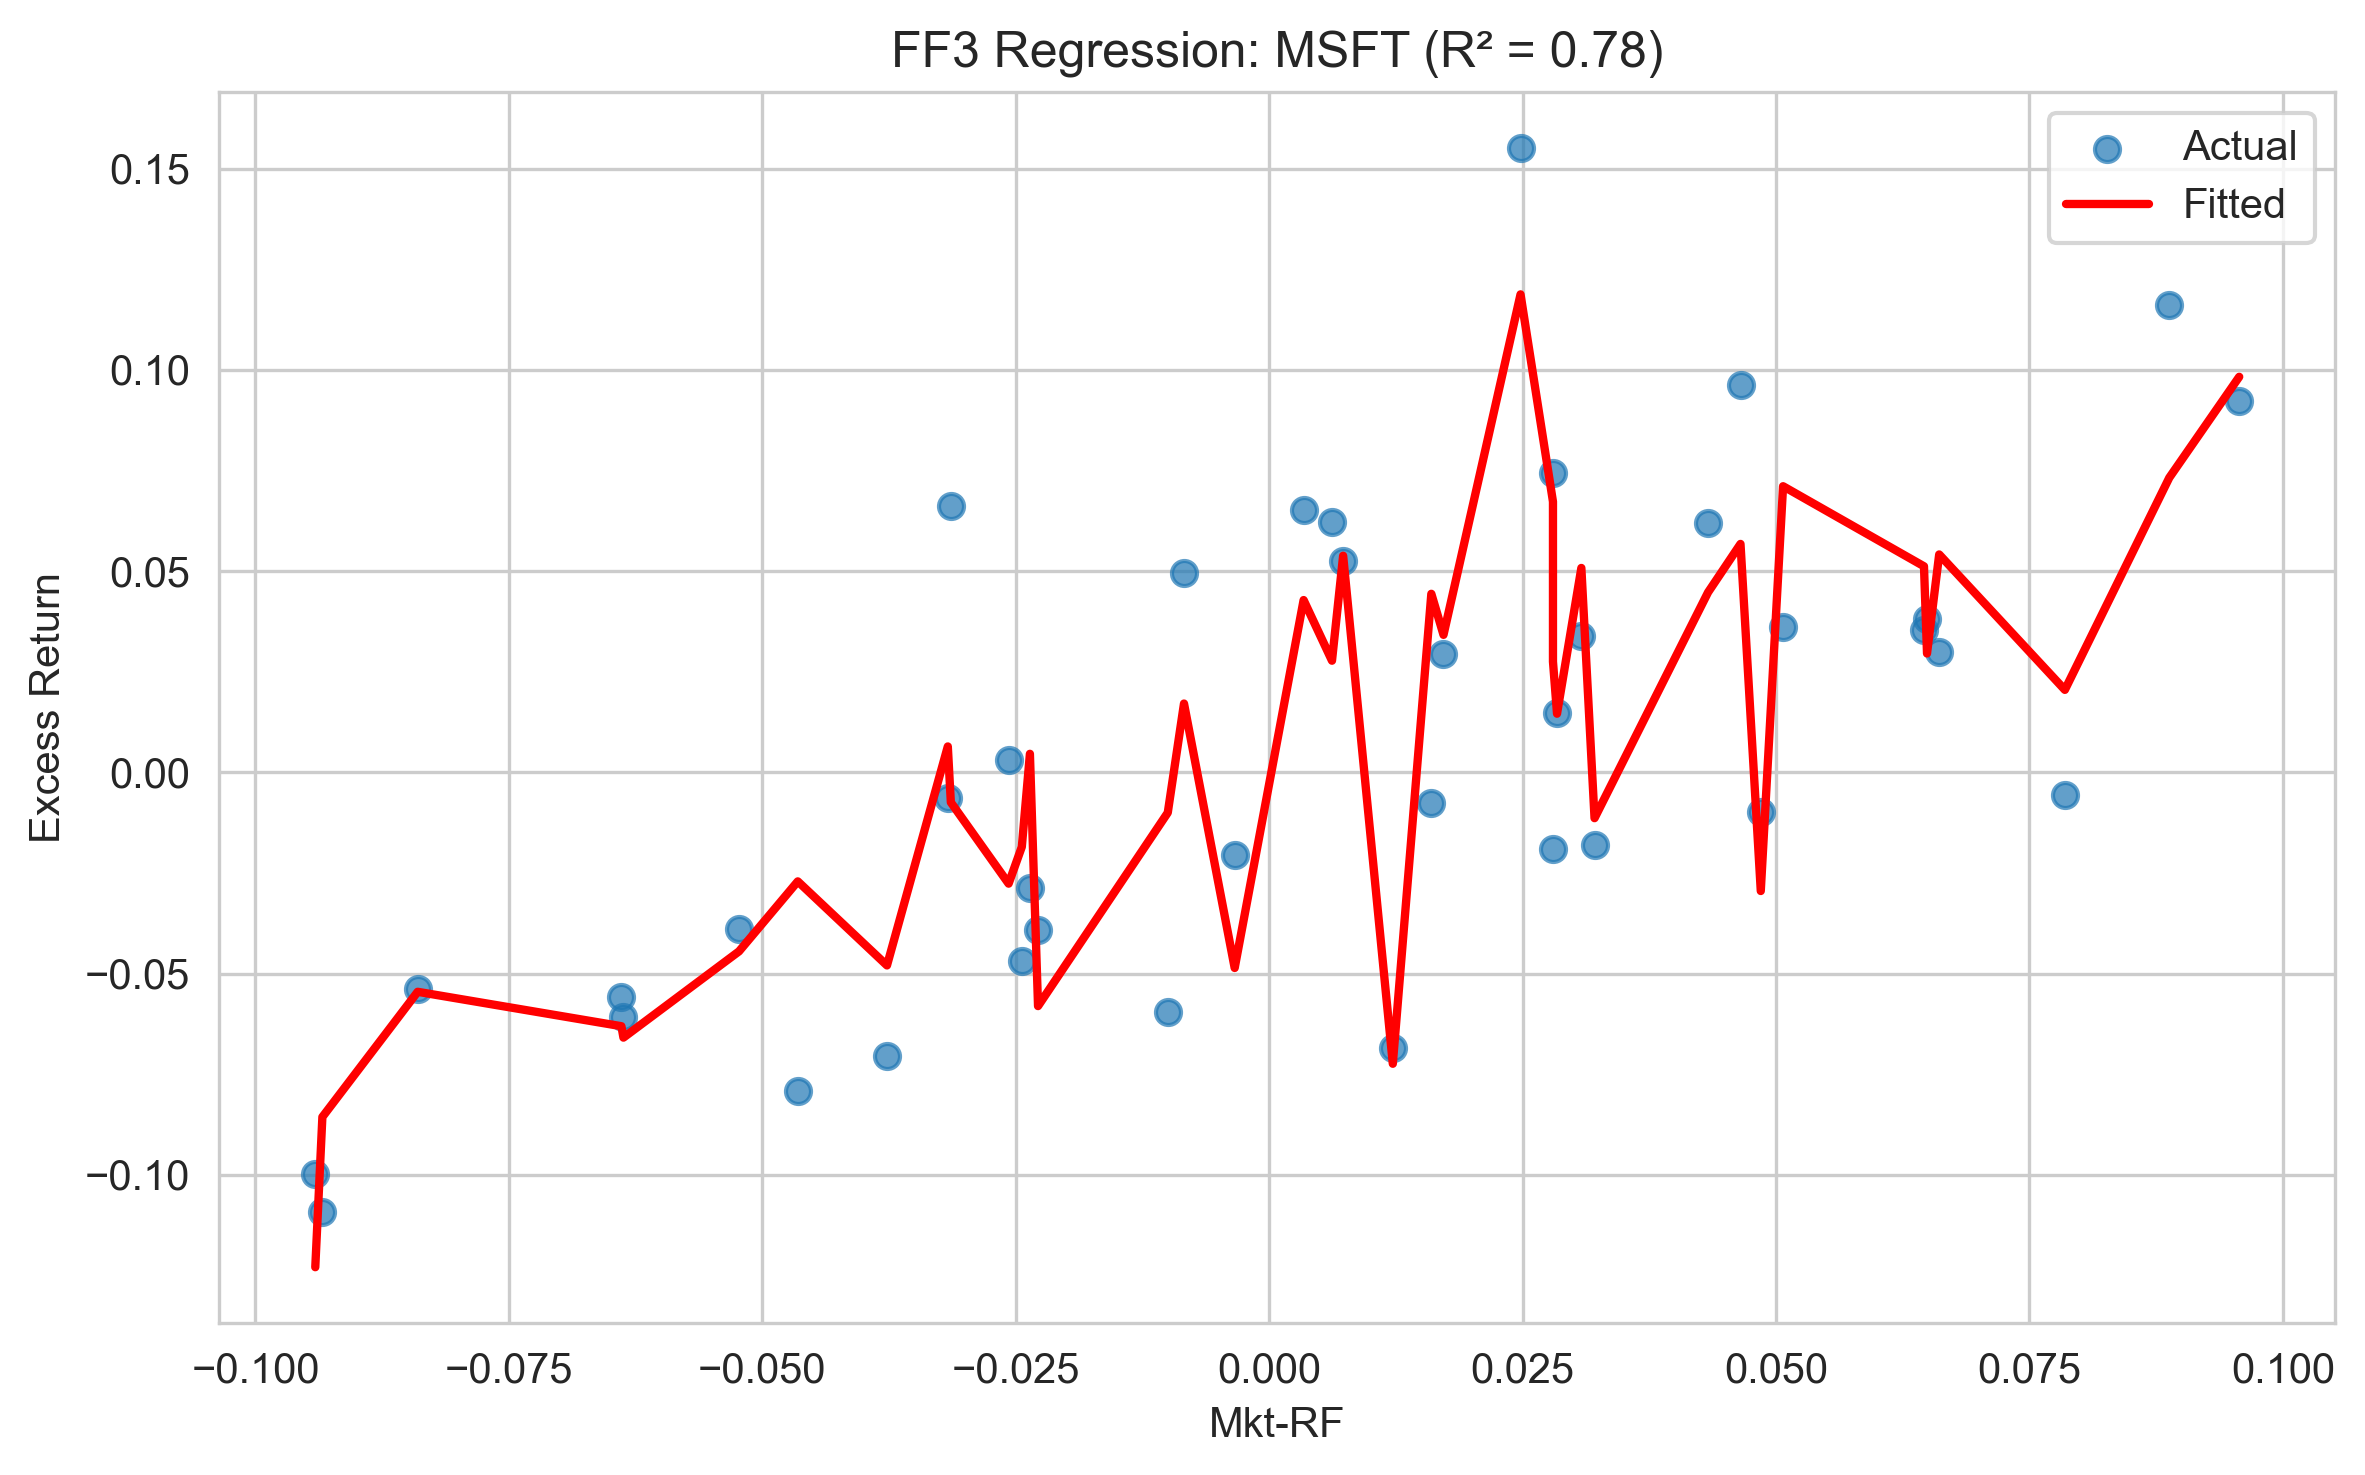 FF3 Regression: MSFT (R² = 0.78)
Actual
Fitted
Excess Return
0.15
0.10
0.05
0.00
−0.05
−0.10
−0.100 −0.075 −0.050 −0.025 0.000 0.025 0.050 0.075 0.100
Mkt-RF